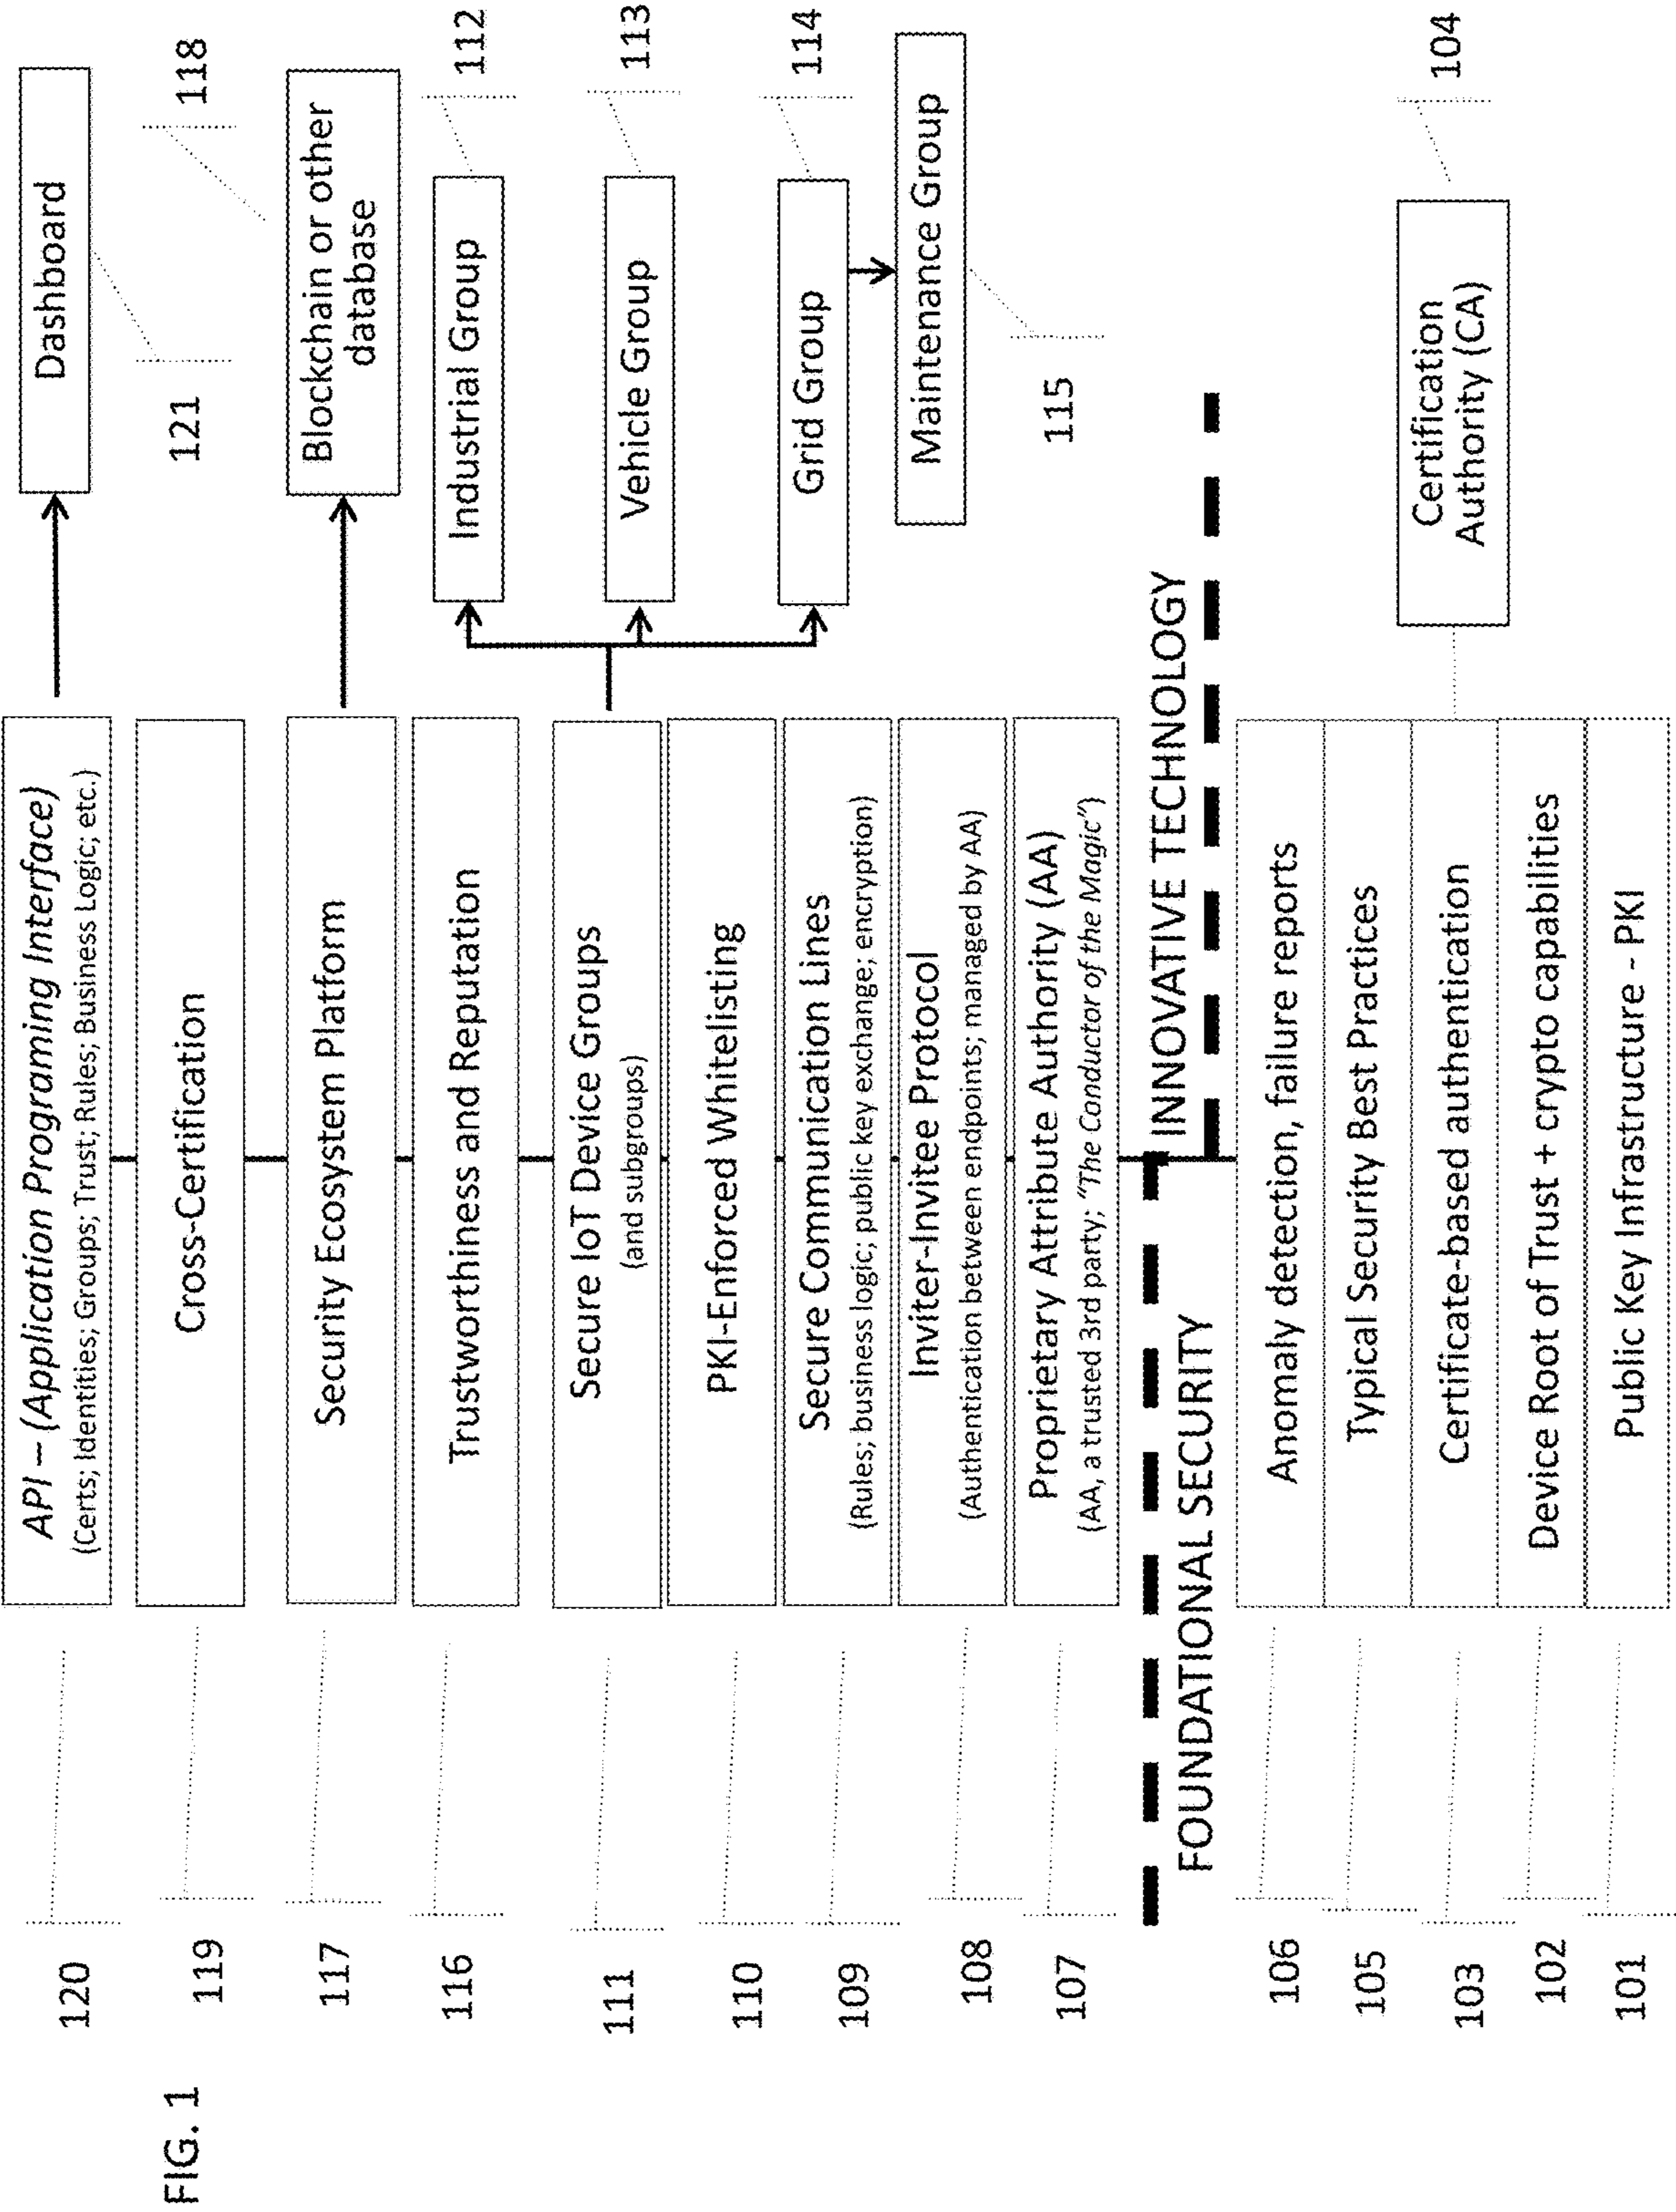 FIG. 1
120
API – (Application Programing Interface)
(Certs; Identities; Groups; Trust; Rules; Business Logic; etc.)
Dashboard
121
119
Cross-Certification
118
117
Security Ecosystem Platform
Blockchain or other
database
116
Trustworthiness and Reputation
Industrial Group
112
111
Secure IoT Device Groups
(and subgroups)
Vehicle Group
113
110
PKI-Enforced Whitelisting
Grid Group
114
109
Secure Communication Lines
(Rules; business logic; public key exchange; encryption)
Maintenance Group
115
108
Inviter-Invitee Protocol
(Authentication between endpoints; managed by AA)
107
Proprietary Attribute Authority (AA)
(AA, a trusted 3rd party; “The Conductor of the Magic”)
INNOVATIVE TECHNOLOGY
FOUNDATIONAL SECURITY
106
Anomaly detection, failure reports
105
Typical Security Best Practices
103
Certificate-based authentication
Certification
Authority (CA)
104
102
Device Root of Trust + crypto capabilities
101
Public Key Infrastructure - PKI